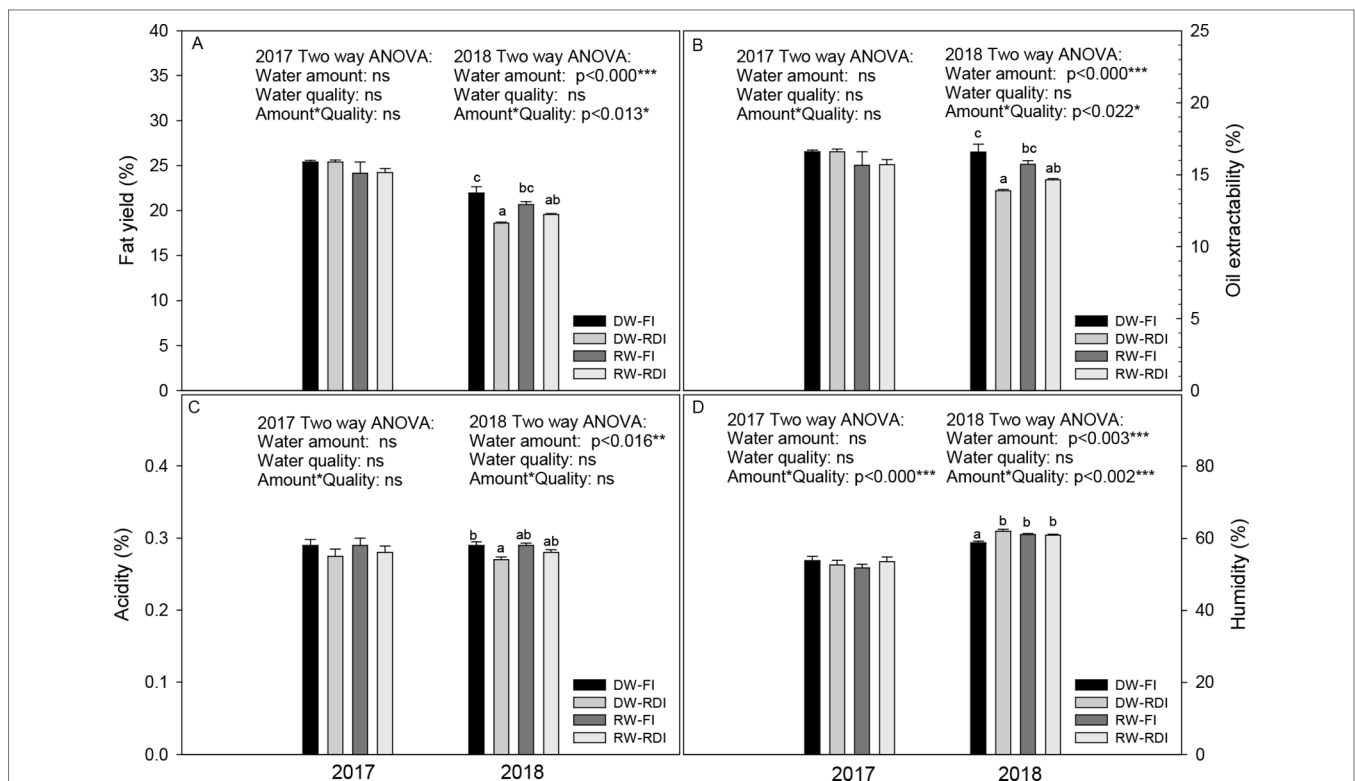 A
2017 Two way ANOVA:
Water amount: ns
Water quality: ns
Amount*Quality: ns
2018 Two way ANOVA:
Water amount: p<0.000***
Water quality: ns
Amount*Quality: p<0.013*
Fat yield (%)
40
35
30
25
20
15
10
5
0
c
a
bc
ab
DW-FI
DW-RDI
RW-FI
RW-RDI
B
2017 Two way ANOVA:
Water amount: ns
Water quality: ns
Amount*Quality: ns
2018 Two way ANOVA:
Water amount: p<0.000***
Water quality: ns
Amount*Quality: p<0.022*
Oil extractability (%)
25
20
15
10
5
0
c
a
bc
ab
DW-FI
DW-RDI
RW-FI
RW-RDI
C
2017 Two way ANOVA:
Water amount: ns
Water quality: ns
Amount*Quality: ns
2018 Two way ANOVA:
Water amount: p<0.016**
Water quality: ns
Amount*Quality: ns
Acidity (%)
0.4
0.3
0.2
0.1
0.0
b
a
ab
ab
DW-FI
DW-RDI
RW-FI
RW-RDI
2017
2018
D
2017 Two way ANOVA:
Water amount: ns
Water quality: ns
Amount*Quality: p<0.000***
2018 Two way ANOVA:
Water amount: p<0.003***
Water quality: ns
Amount*Quality: p<0.002***
Humidity (%)
80
60
40
20
0
a
b
b
b
DW-FI
DW-RDI
RW-FI
RW-RDI
2017
2018